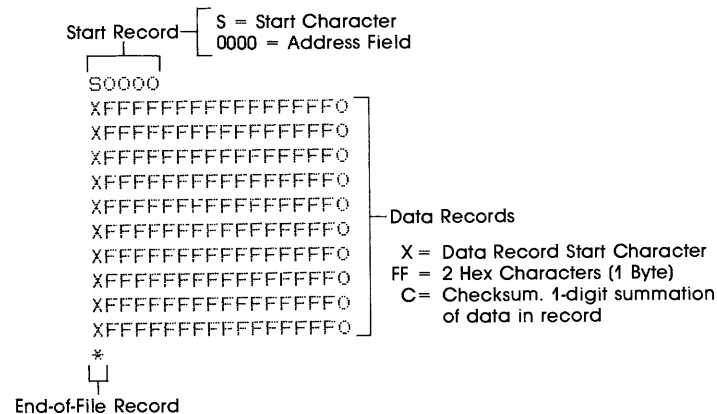 Start Record
S = Start Character
0000 = Address Field
S0000
XFFFFFFFFFFFFFFFF0
XFFFFFFFFFFFFFFFF0
XFFFFFFFFFFFFFFFF0
XFFFFFFFFFFFFFFFF0
XFFFFFFFFFFFFFFFF0
XFFFFFFFFFFFFFFFF0
XFFFFFFFFFFFFFFFF0
XFFFFFFFFFFFFFFFF0
XFFFFFFFFFFFFFFFF0
XFFFFFFFFFFFFFFFF0
Data Records
X = Data Record Start Character
FF = 2 Hex Characters (1 Byte)
C = Checksum. 1-digit summation
of data in record
*
End-of-File Record